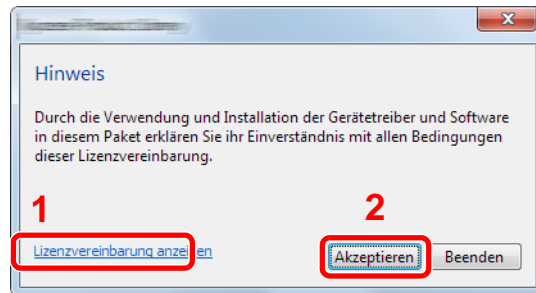 Hinweis
Durch die Verwendung und Installation der Gerätetreiber und Software
in diesem Paket erklären Sie ihr Einverständnis mit allen Bedingungen
dieser Lizenzvereinbarung.
1
2
Lizenzvereinbarung anzeigen
Akzeptieren
Beenden